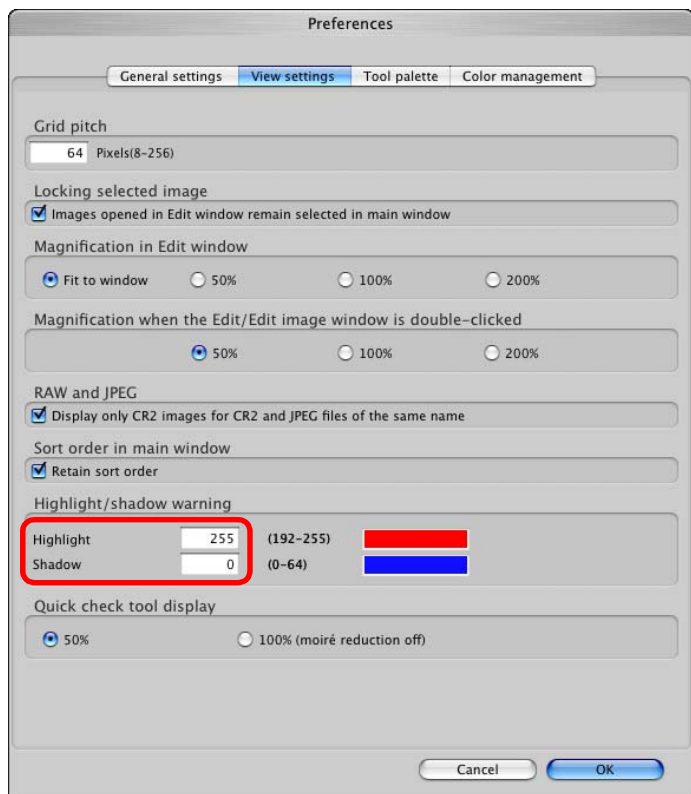 Preferences
General settings View settings Tool palette Color management
Grid pitch
64 Pixels(8-256)
Locking selected image
Images opened in Edit window remain selected in main window
Magnification in Edit window
Fit to window 50% 100% 200%
Magnification when the Edit/Edit image window is double-clicked
50% 100% 200%
RAW and JPEG
Display only CR2 images for CR2 and JPEG files of the same name
Sort order in main window
Retain sort order
Highlight/shadow warning
Highlight 255 (192-255)
Shadow 0 (0-64)
Quick check tool display
50% 100% (moiré reduction off)
Cancel OK